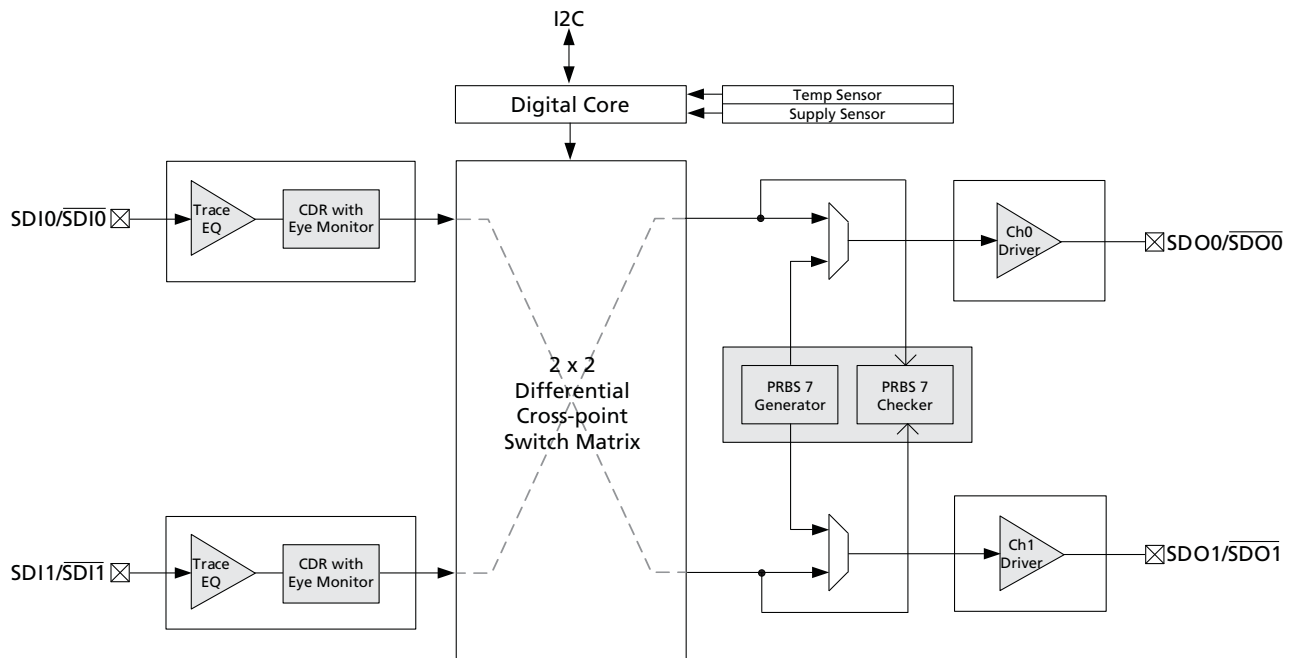 I2C
Digital Core
Temp Sensor
Supply Sensor
SDI0/SDI0
Trace
EQ
CDR with
Eye Monitor
Ch0
Driver
SDO0/SDO0
2 x 2
Differential
Cross-point
Switch Matrix
PRBS 7
Generator
PRBS 7
Checker
SDI1/SDI1
Trace
EQ
CDR with
Eye Monitor
Ch1
Driver
SDO1/SDO1